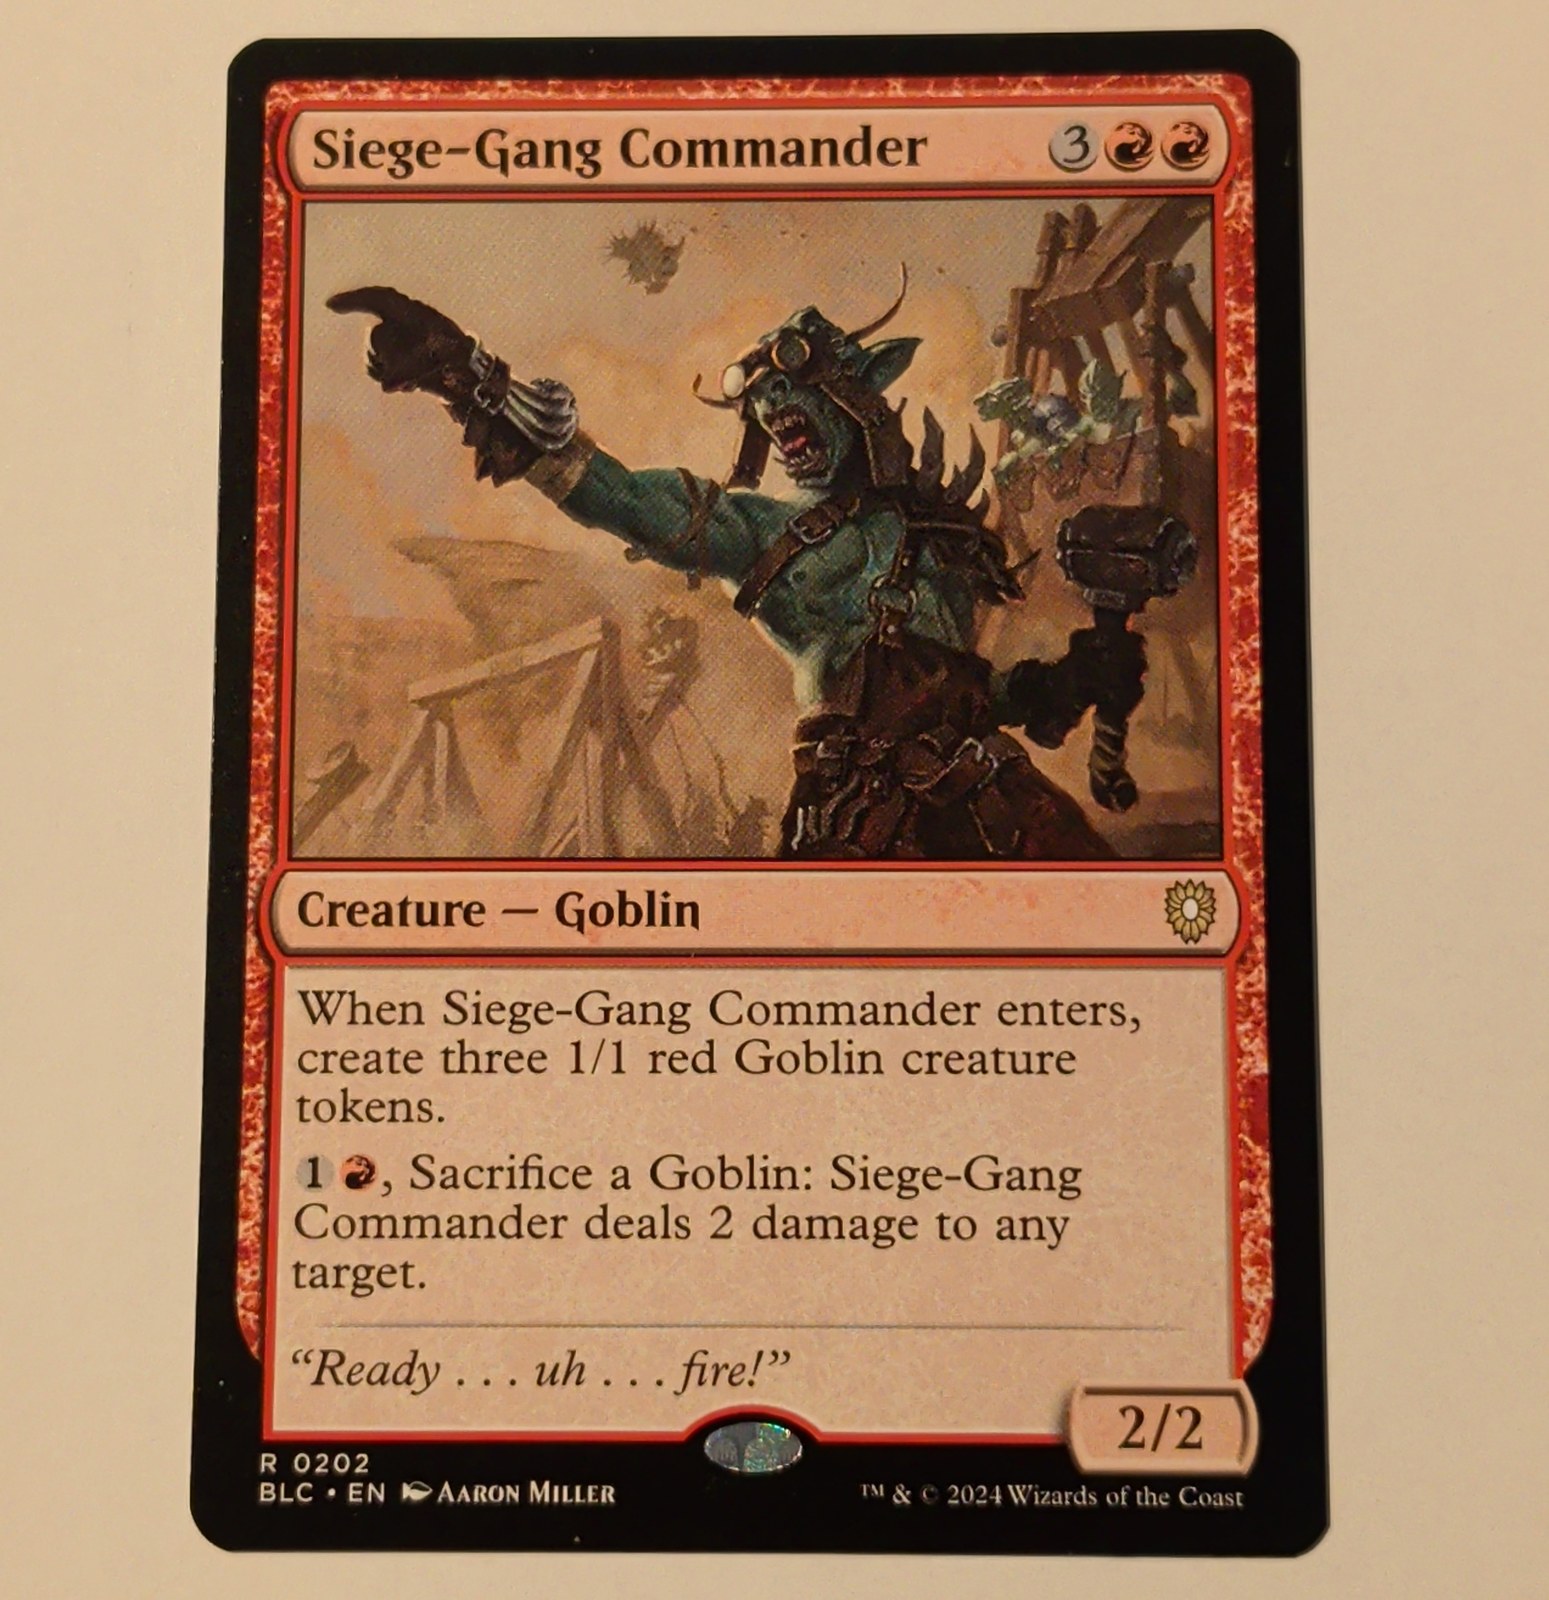 Siege-Gang Commander 3
Creature — Goblin
When Siege-Gang Commander enters,
create three 1/1 red Goblin creature
tokens.
1 , Sacrifice a Goblin: Siege-Gang
Commander deals 2 damage to any
target.
“Ready . . . uh . . . fire!”
2/2
R 0202
BLC • EN Aaron Miller
™ & © 2024 Wizards of the Coast